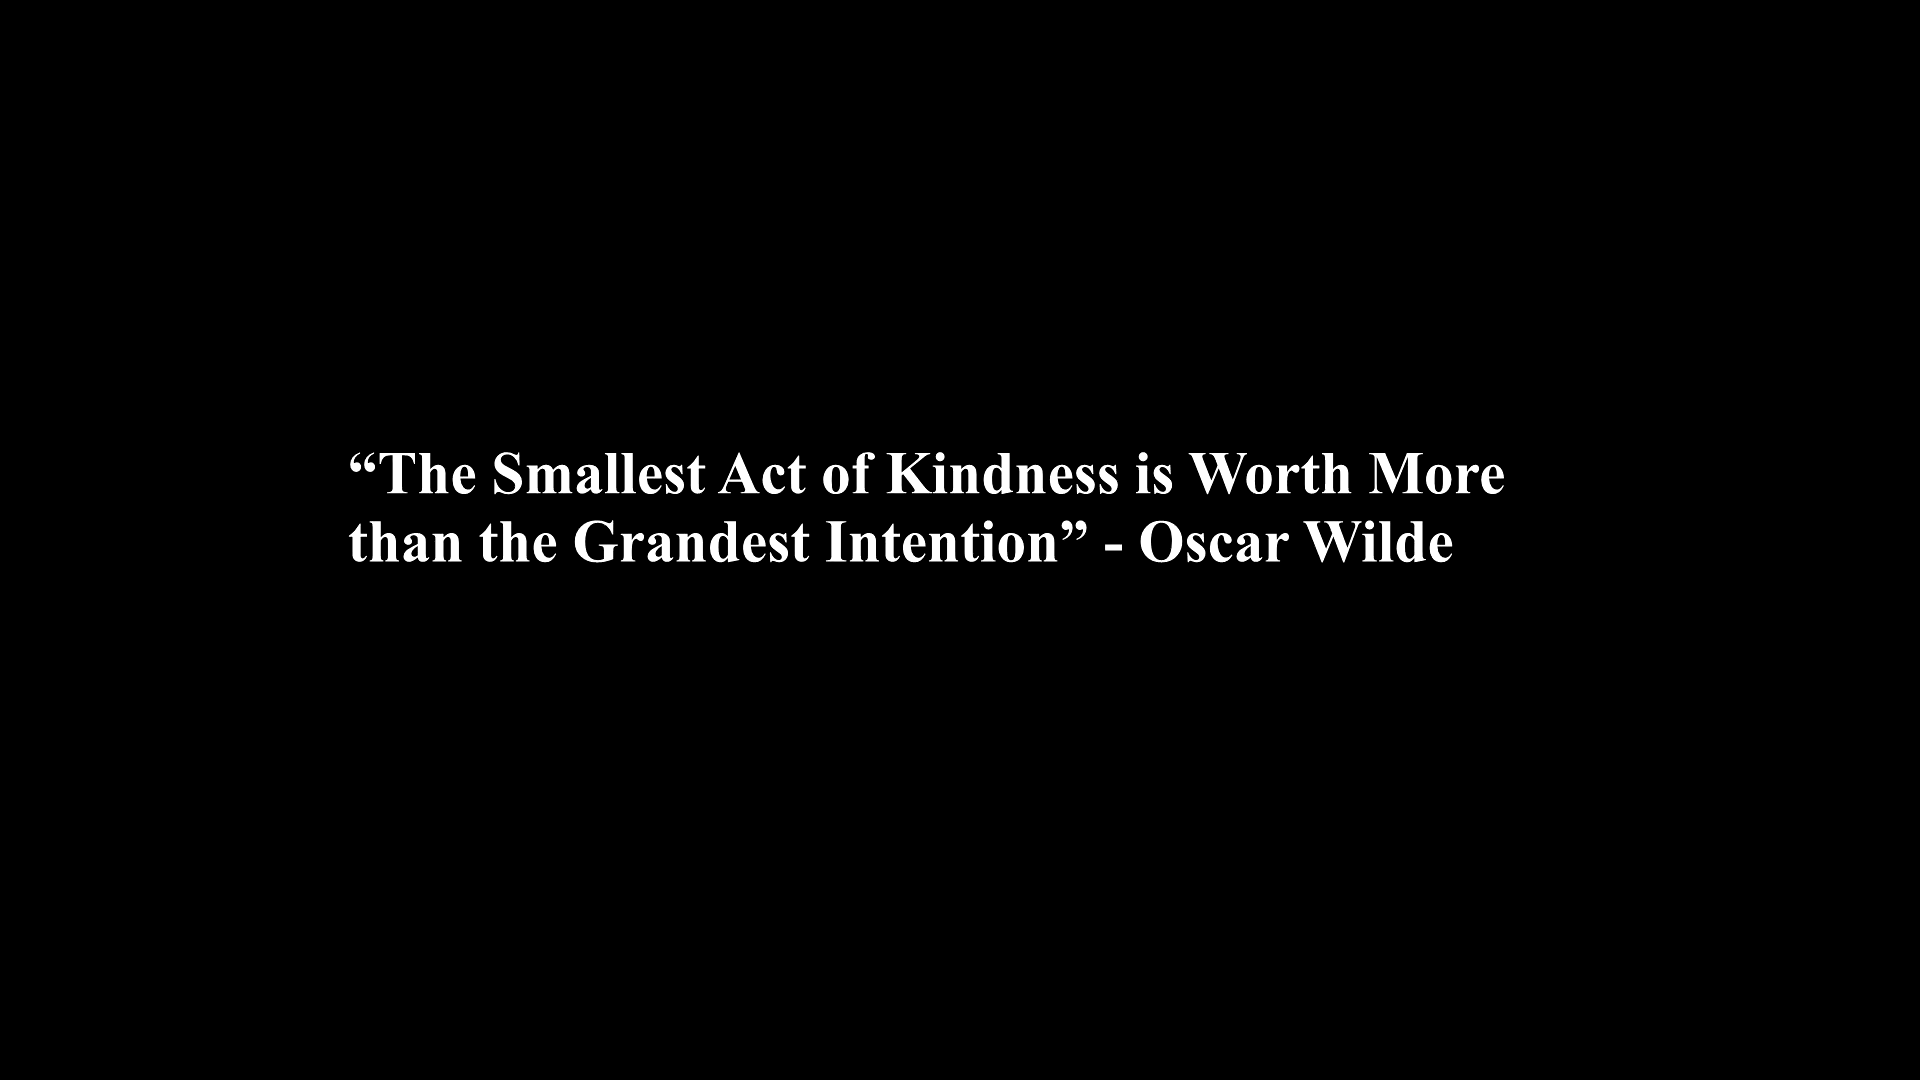 “The Smallest Act of Kindness is Worth More
than the Grandest Intention” - Oscar Wilde